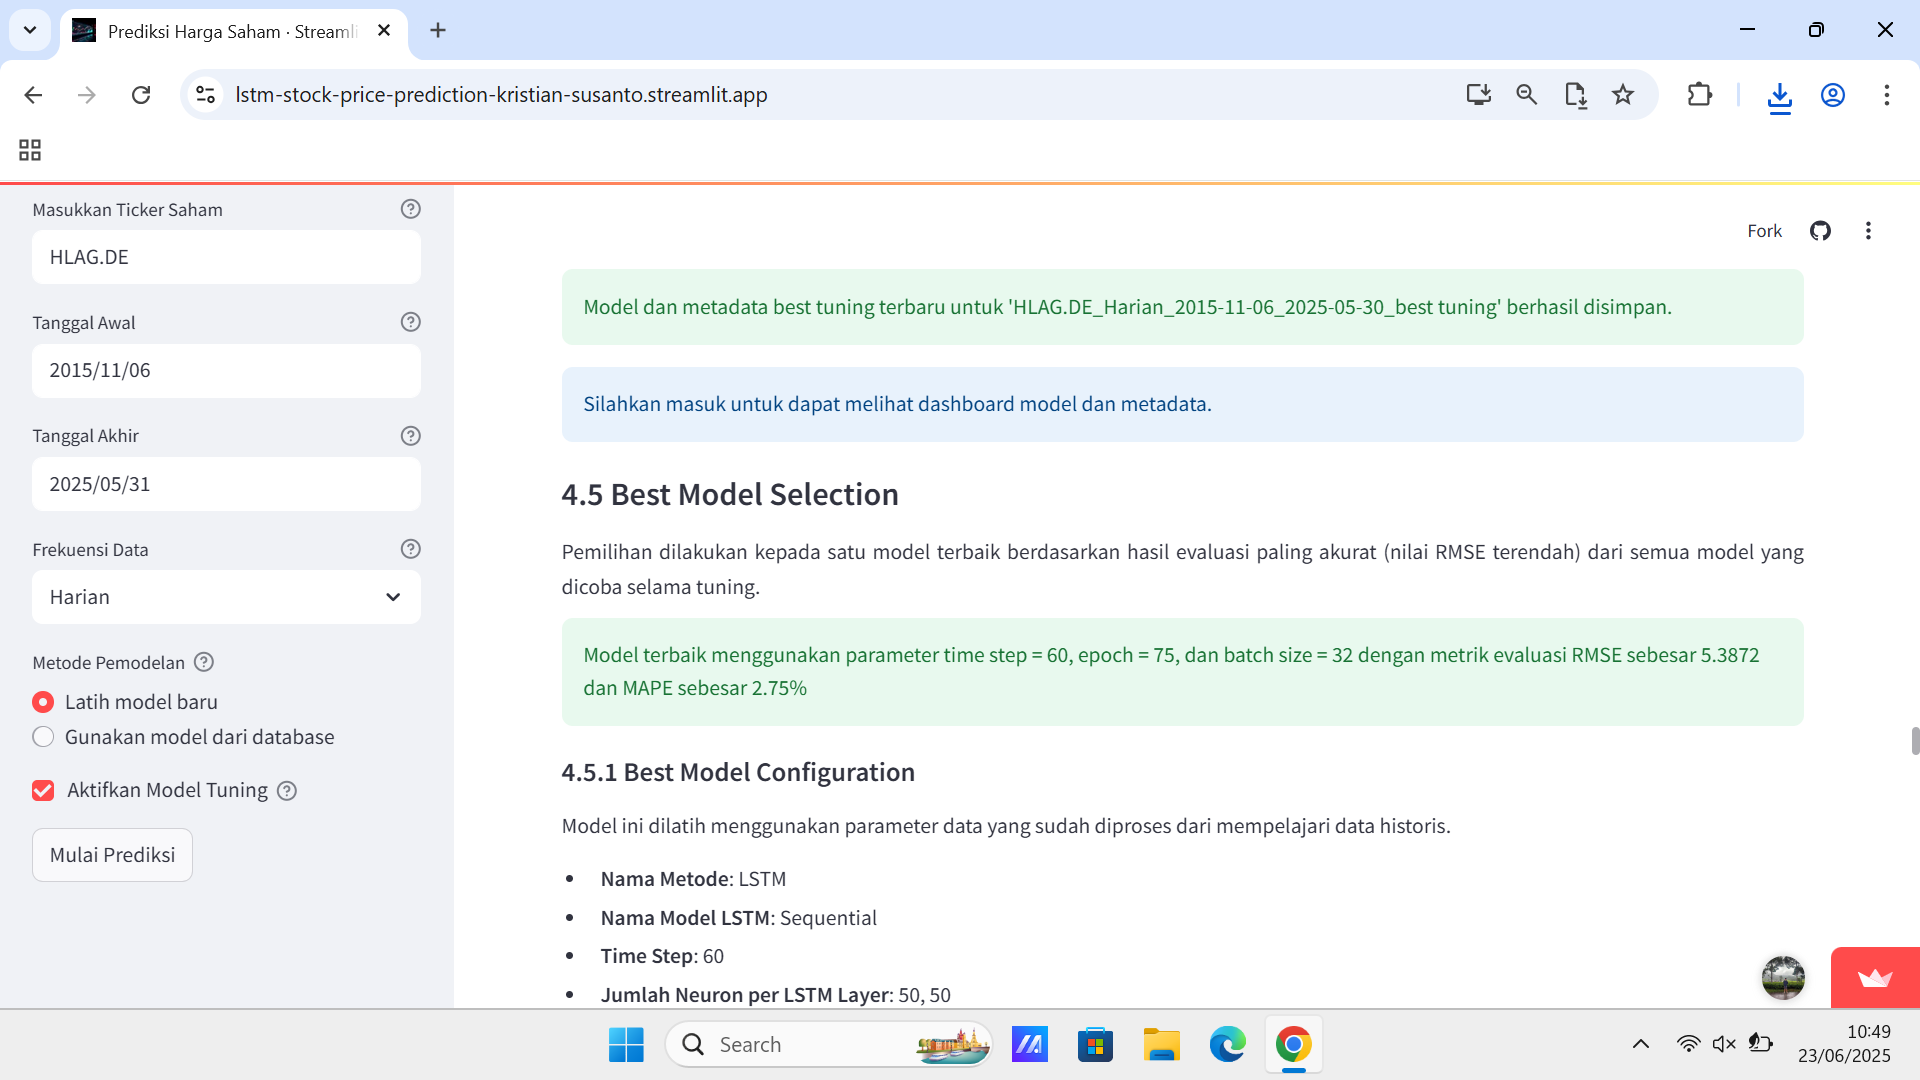 Prediksi Harga Saham · Streamli
lstm-stock-price-prediction-kristian-susanto.streamlit.app
Masukkan Ticker Saham
HLAG.DE
Tanggal Awal
2015/11/06
Tanggal Akhir
2025/05/31
Frekuensi Data
Harian
Metode Pemodelan
Latih model baru
Gunakan model dari database
Aktifkan Model Tuning
Mulai Prediksi
Fork
Model dan metadata best tuning terbaru untuk 'HLAG.DE_Harian_2015-11-06_2025-05-30_best tuning' berhasil disimpan.
Silahkan masuk untuk dapat melihat dashboard model dan metadata.
4.5 Best Model Selection
Pemilihan dilakukan kepada satu model terbaik berdasarkan hasil evaluasi paling akurat (nilai RMSE terendah) dari semua model yang
dicoba selama tuning.
Model terbaik menggunakan parameter time step = 60, epoch = 75, dan batch size = 32 dengan metrik evaluasi RMSE sebesar 5.3872
dan MAPE sebesar 2.75%
4.5.1 Best Model Configuration
Model ini dilatih menggunakan parameter data yang sudah diproses dari mempelajari data historis.
• Nama Metode: LSTM
• Nama Model LSTM: Sequential
• Time Step: 60
• Jumlah Neuron per LSTM Layer: 50, 50
Search
10:49
23/06/2025